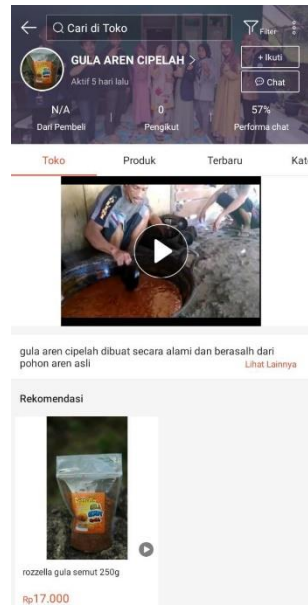 Cari di Toko
Filter
GULA AREN CIPELAH >
+ Ikuti
Aktif 5 hari lalu
Chat
N/A
0
57%
Dari Pembeli
Pengikut
Performa chat
Toko
Produk
Terbaru
Kat
gula aren cipelah dibuat secara alami dan berasalh dari
pohon aren asli
Lihat Lainnya
Rekomendasi
rozzella gula semut 250g
Rp17.000